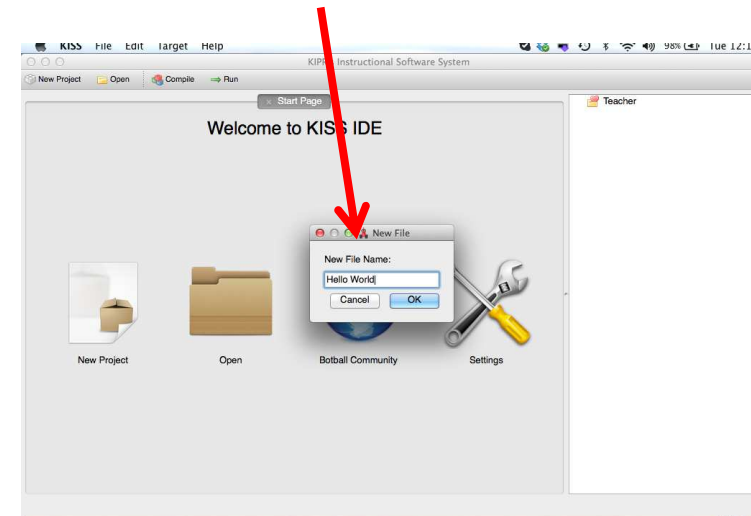 KISS File Edit Target Help 98% Tue 12:1
KIPR Instructional Software System
New Project Open Compile Run
Start Page
Teacher
Welcome to KISS IDE
New File
New File Name:
Hello World
Cancel OK
New Project Open Botball Community Settings